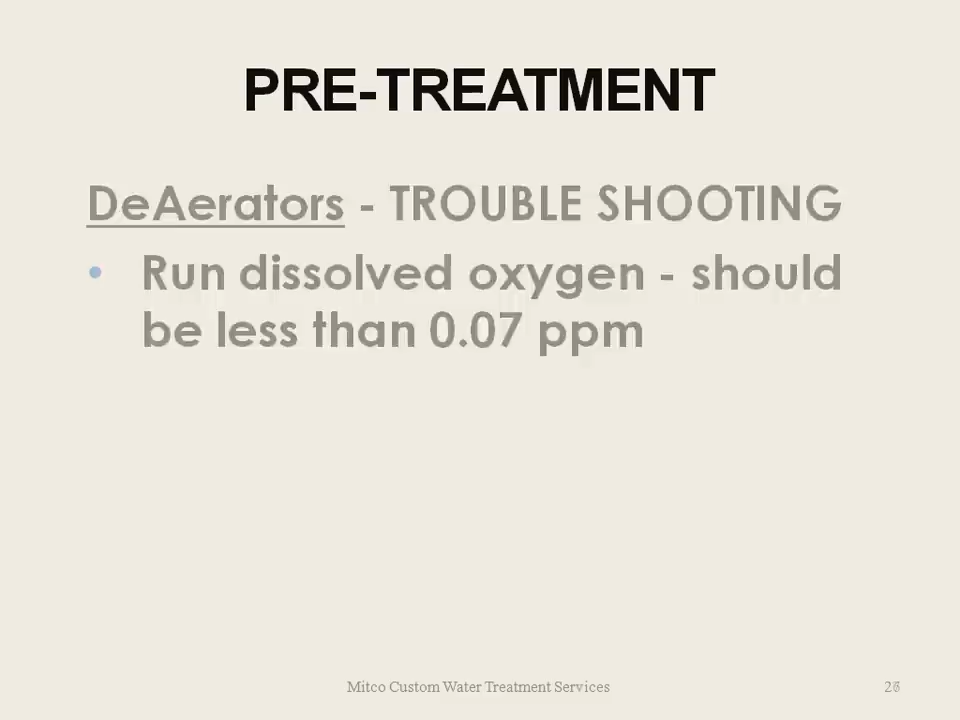 PRE-TREATMENT
DeAerators - TROUBLE SHOOTING
• Run dissolved oxygen - should
be less than 0.07 ppm
Mitco Custom Water Treatment Services